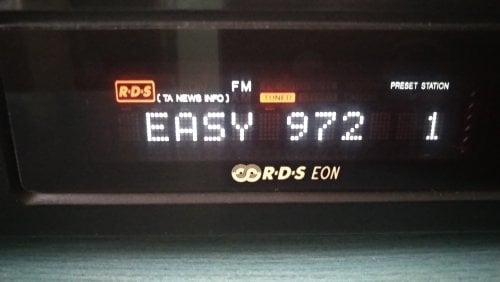 FM
R·D·S ( TA NEWS INFO ) TUNED PRESET STATION
EASY 972 1
R·D·S EON